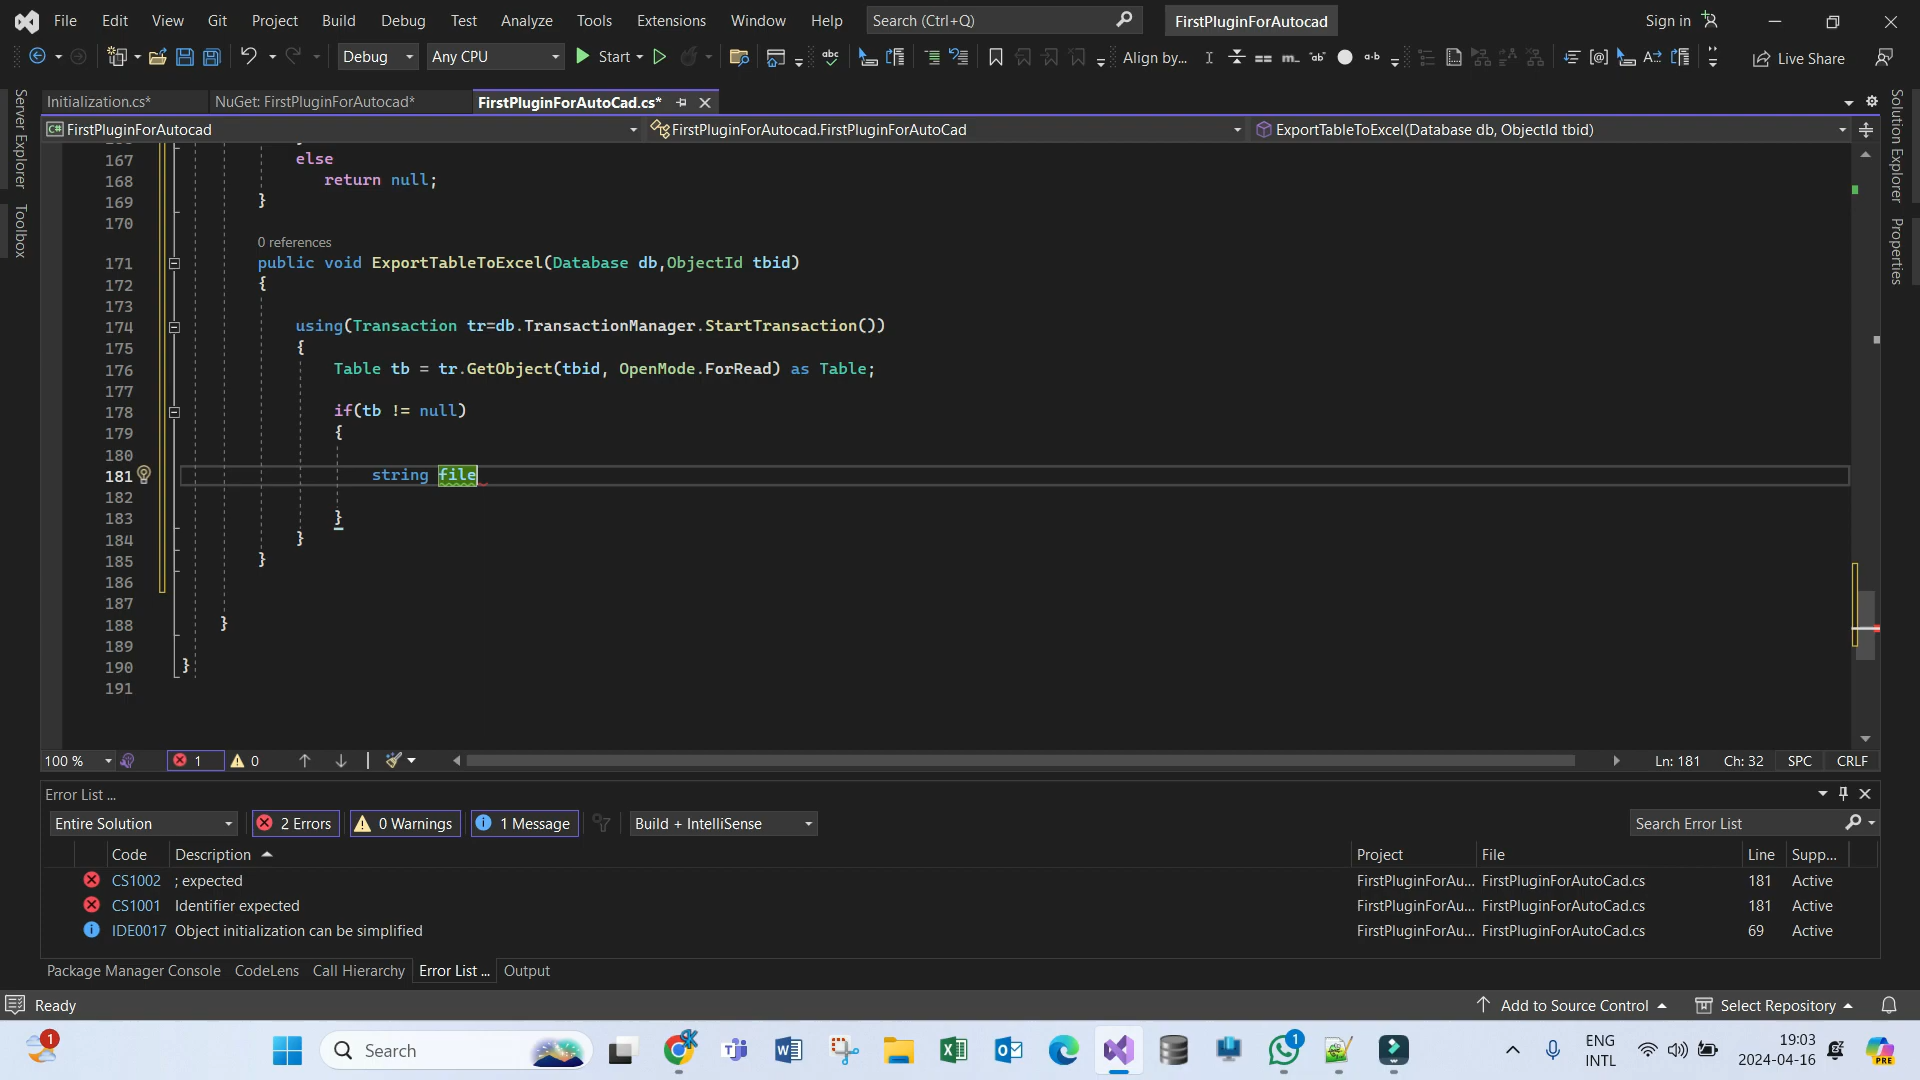 File Edit View Git Project Build Debug Test Analyze Tools Extensions Window Help Search (Ctrl+Q) FirstPluginForAutocad Sign in
Debug Any CPU Start Align by... Live Share
Initialization.cs* NuGet: FirstPluginForAutocad* FirstPluginForAutoCad.cs*
FirstPluginForAutocad FirstPluginForAutocad.FirstPluginForAutoCad ExportTableToExcel(Database db, ObjectId tbid)
Server Explorer
Toolbox
Solution Explorer
Properties
167 else
168 return null;
169 }
170
0 references
171 public void ExportTableToExcel(Database db,ObjectId tbid)
172 {
173
174 using(Transaction tr=db.TransactionManager.StartTransaction())
175 {
176 Table tb = tr.GetObject(tbid, OpenMode.ForRead) as Table;
177
178 if(tb != null)
179 {
180
181 string file
182
183 }
184 }
185 }
186
187
188 }
189
190 }
191
100 % 1 0 Ln: 181 Ch: 32 SPC CRLF
Error List ...
Entire Solution 2 Errors 0 Warnings 1 Message Build + IntelliSense Search Error List
Code Description Project File Line Supp...
CS1002 ; expected FirstPluginForAu... FirstPluginForAutoCad.cs 181 Active
CS1001 Identifier expected FirstPluginForAu... FirstPluginForAutoCad.cs 181 Active
IDE0017 Object initialization can be simplified FirstPluginForAu... FirstPluginForAutoCad.cs 69 Active
Package Manager Console CodeLens Call Hierarchy Error List ... Output
Ready Add to Source Control Select Repository
1 Search 1 ENG 19:03
INTL 2024-04-16